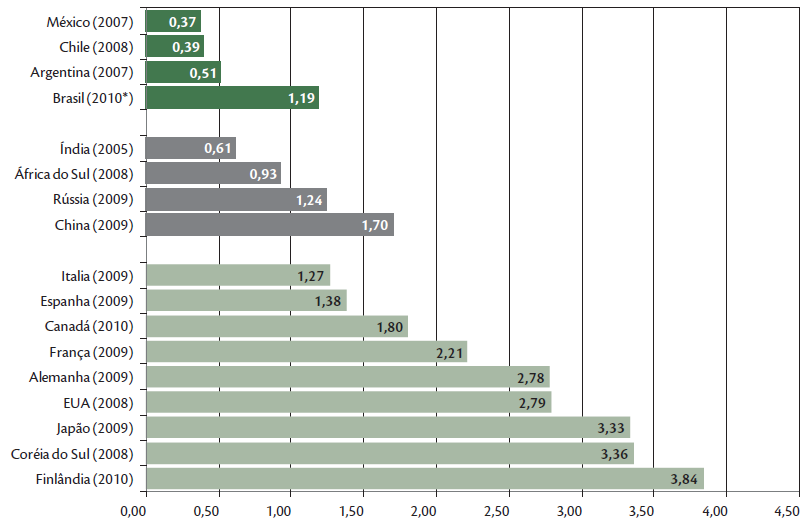 México (2007) 0,37
Chile (2008) 0,39
Argentina (2007) 0,51
Brasil (2010*) 1,19
Índia (2005) 0,61
África do Sul (2008) 0,93
Rússia (2009) 1,24
China (2009) 1,70
Italia (2009) 1,27
Espanha (2009) 1,38
Canadá (2010) 1,80
França (2009) 2,21
Alemanha (2009) 2,78
EUA (2008) 2,79
Japão (2009) 3,33
Coréia do Sul (2008) 3,36
Finlândia (2010) 3,84
0,00 0,50 1,00 1,50 2,00 2,50 3,00 3,50 4,00 4,50